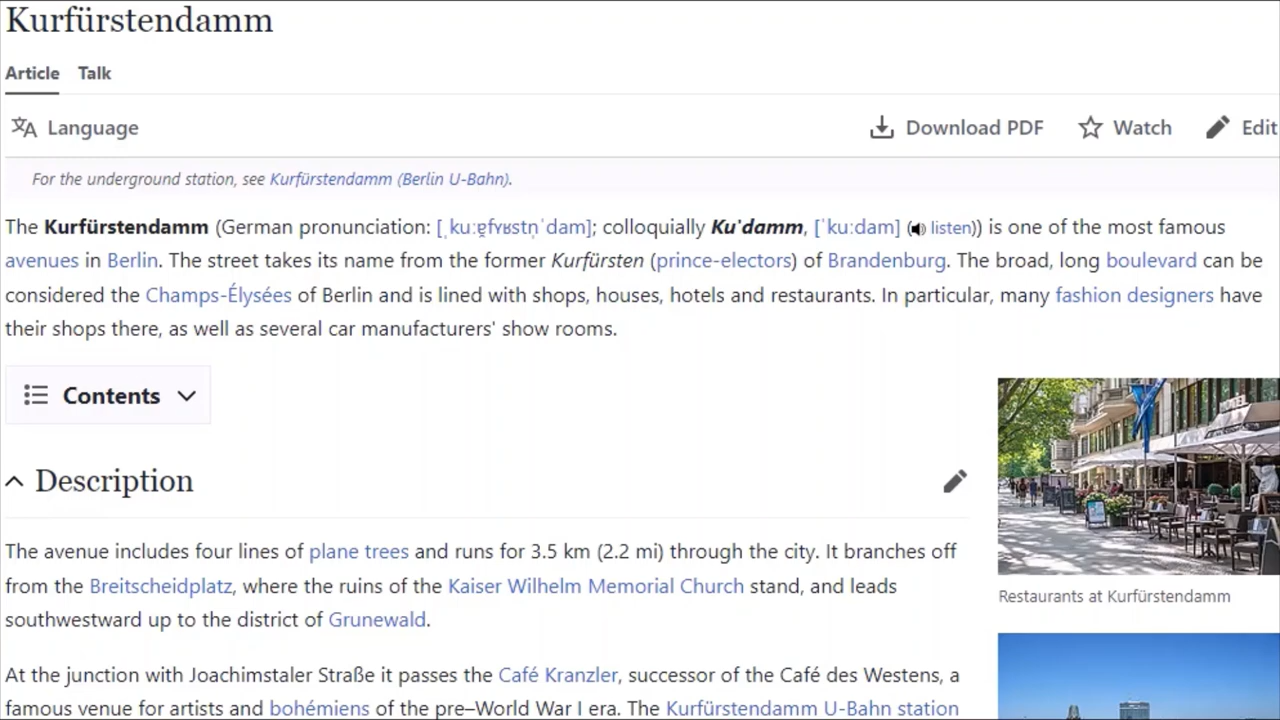 Kurfürstendamm
Article Talk
Language Download PDF Watch Edit
For the underground station, see Kurfürstendamm (Berlin U-Bahn).
The Kurfürstendamm (German pronunciation: [ˌkuːɐ̯fʏʁstn̩ˈdam]; colloquially Ku'damm, [ˈkuːdam] (listen)) is one of the most famous
avenues in Berlin. The street takes its name from the former Kurfürsten (prince-electors) of Brandenburg. The broad, long boulevard can be
considered the Champs-Élysées of Berlin and is lined with shops, houses, hotels and restaurants. In particular, many fashion designers have
their shops there, as well as several car manufacturers' show rooms.
Contents
Description
The avenue includes four lines of plane trees and runs for 3.5 km (2.2 mi) through the city. It branches off
from the Breitscheidplatz, where the ruins of the Kaiser Wilhelm Memorial Church stand, and leads
southwestward up to the district of Grunewald.
Restaurants at Kurfürstendamm
At the junction with Joachimstaler Straße it passes the Café Kranzler, successor of the Café des Westens, a
famous venue for artists and bohémiens of the pre–World War I era. The Kurfürstendamm U-Bahn station